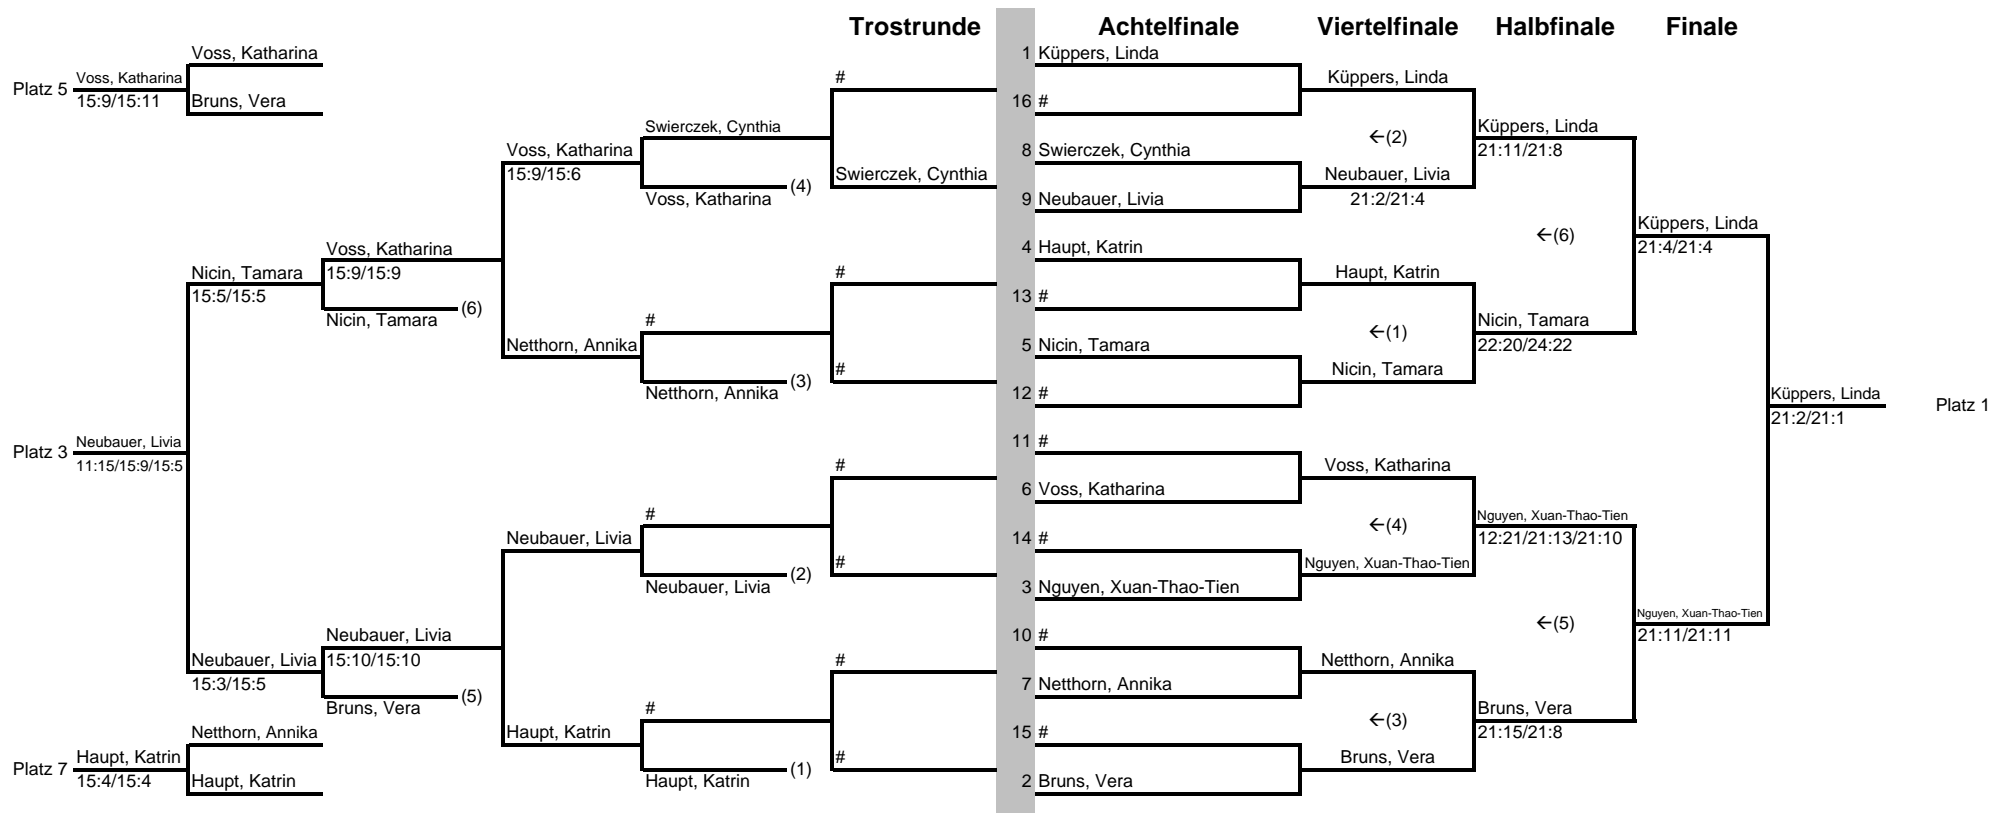 Trostrunde Achtelfinale Viertelfinale Halbfinale Finale
Voss, Katharina 1 Küppers, Linda
Platz 5 Voss, Katharina # Küppers, Linda
15:9/15:11 Bruns, Vera 16 #
Swierczek, Cynthia ←(2) Küppers, Linda
Voss, Katharina 8 Swierczek, Cynthia 21:11/21:8
15:9/15:6 Swierczek, Cynthia Neubauer, Livia
(4)
Voss, Katharina 9 Neubauer, Livia 21:2/21:4
Küppers, Linda
Voss, Katharina 4 Haupt, Katrin ←(6) 21:4/21:4
Nicin, Tamara 15:9/15:9 # Haupt, Katrin
15:5/15:5 13 #
(6)
Nicin, Tamara # ←(1) Nicin, Tamara
Netthorn, Annika 5 Nicin, Tamara 22:20/24:22
# Nicin, Tamara
(3)
Netthorn, Annika 12 # Küppers, Linda Platz 1
21:2/21:1
Platz 3 Neubauer, Livia 11 #
11:15/15:9/15:5 # Voss, Katharina
6 Voss, Katharina
# ←(4) Nguyen, Xuan-Thao-Tien
Neubauer, Livia 14 # 12:21/21:13/21:10
# Nguyen, Xuan-Thao-Tien
(2)
Neubauer, Livia 3 Nguyen, Xuan-Thao-Tien
←(5) Nguyen, Xuan-Thao-Tien
Neubauer, Livia 10 # 21:11/21:11
Neubauer, Livia 15:10/15:10 # Netthorn, Annika
15:3/15:5 7 Netthorn, Annika
(5)
Bruns, Vera # ←(3) Bruns, Vera
Netthorn, Annika Haupt, Katrin 15 # 21:15/21:8
Platz 7 Haupt, Katrin # Bruns, Vera
(1)
15:4/15:4 Haupt, Katrin Haupt, Katrin 2 Bruns, Vera